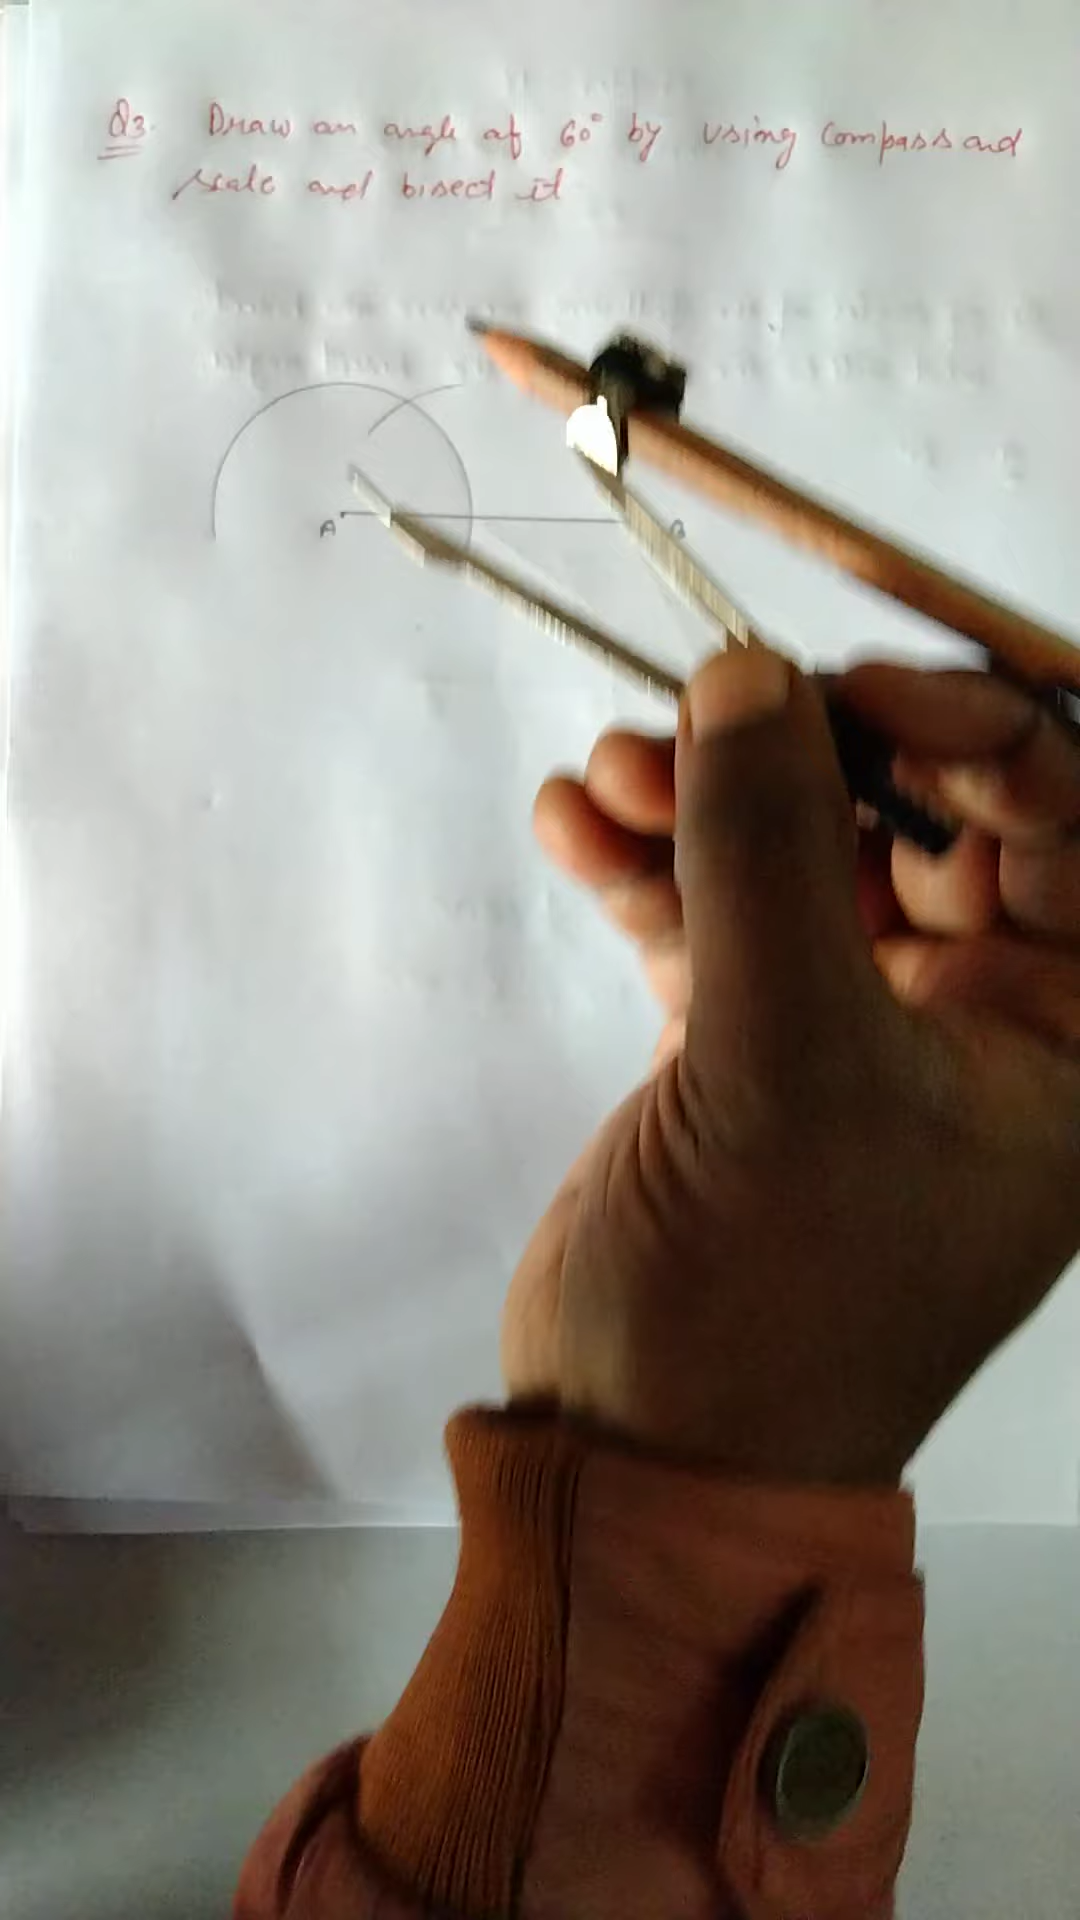 Q3. Draw an angle of 60° by using Compass and
scale and bisect it
A B